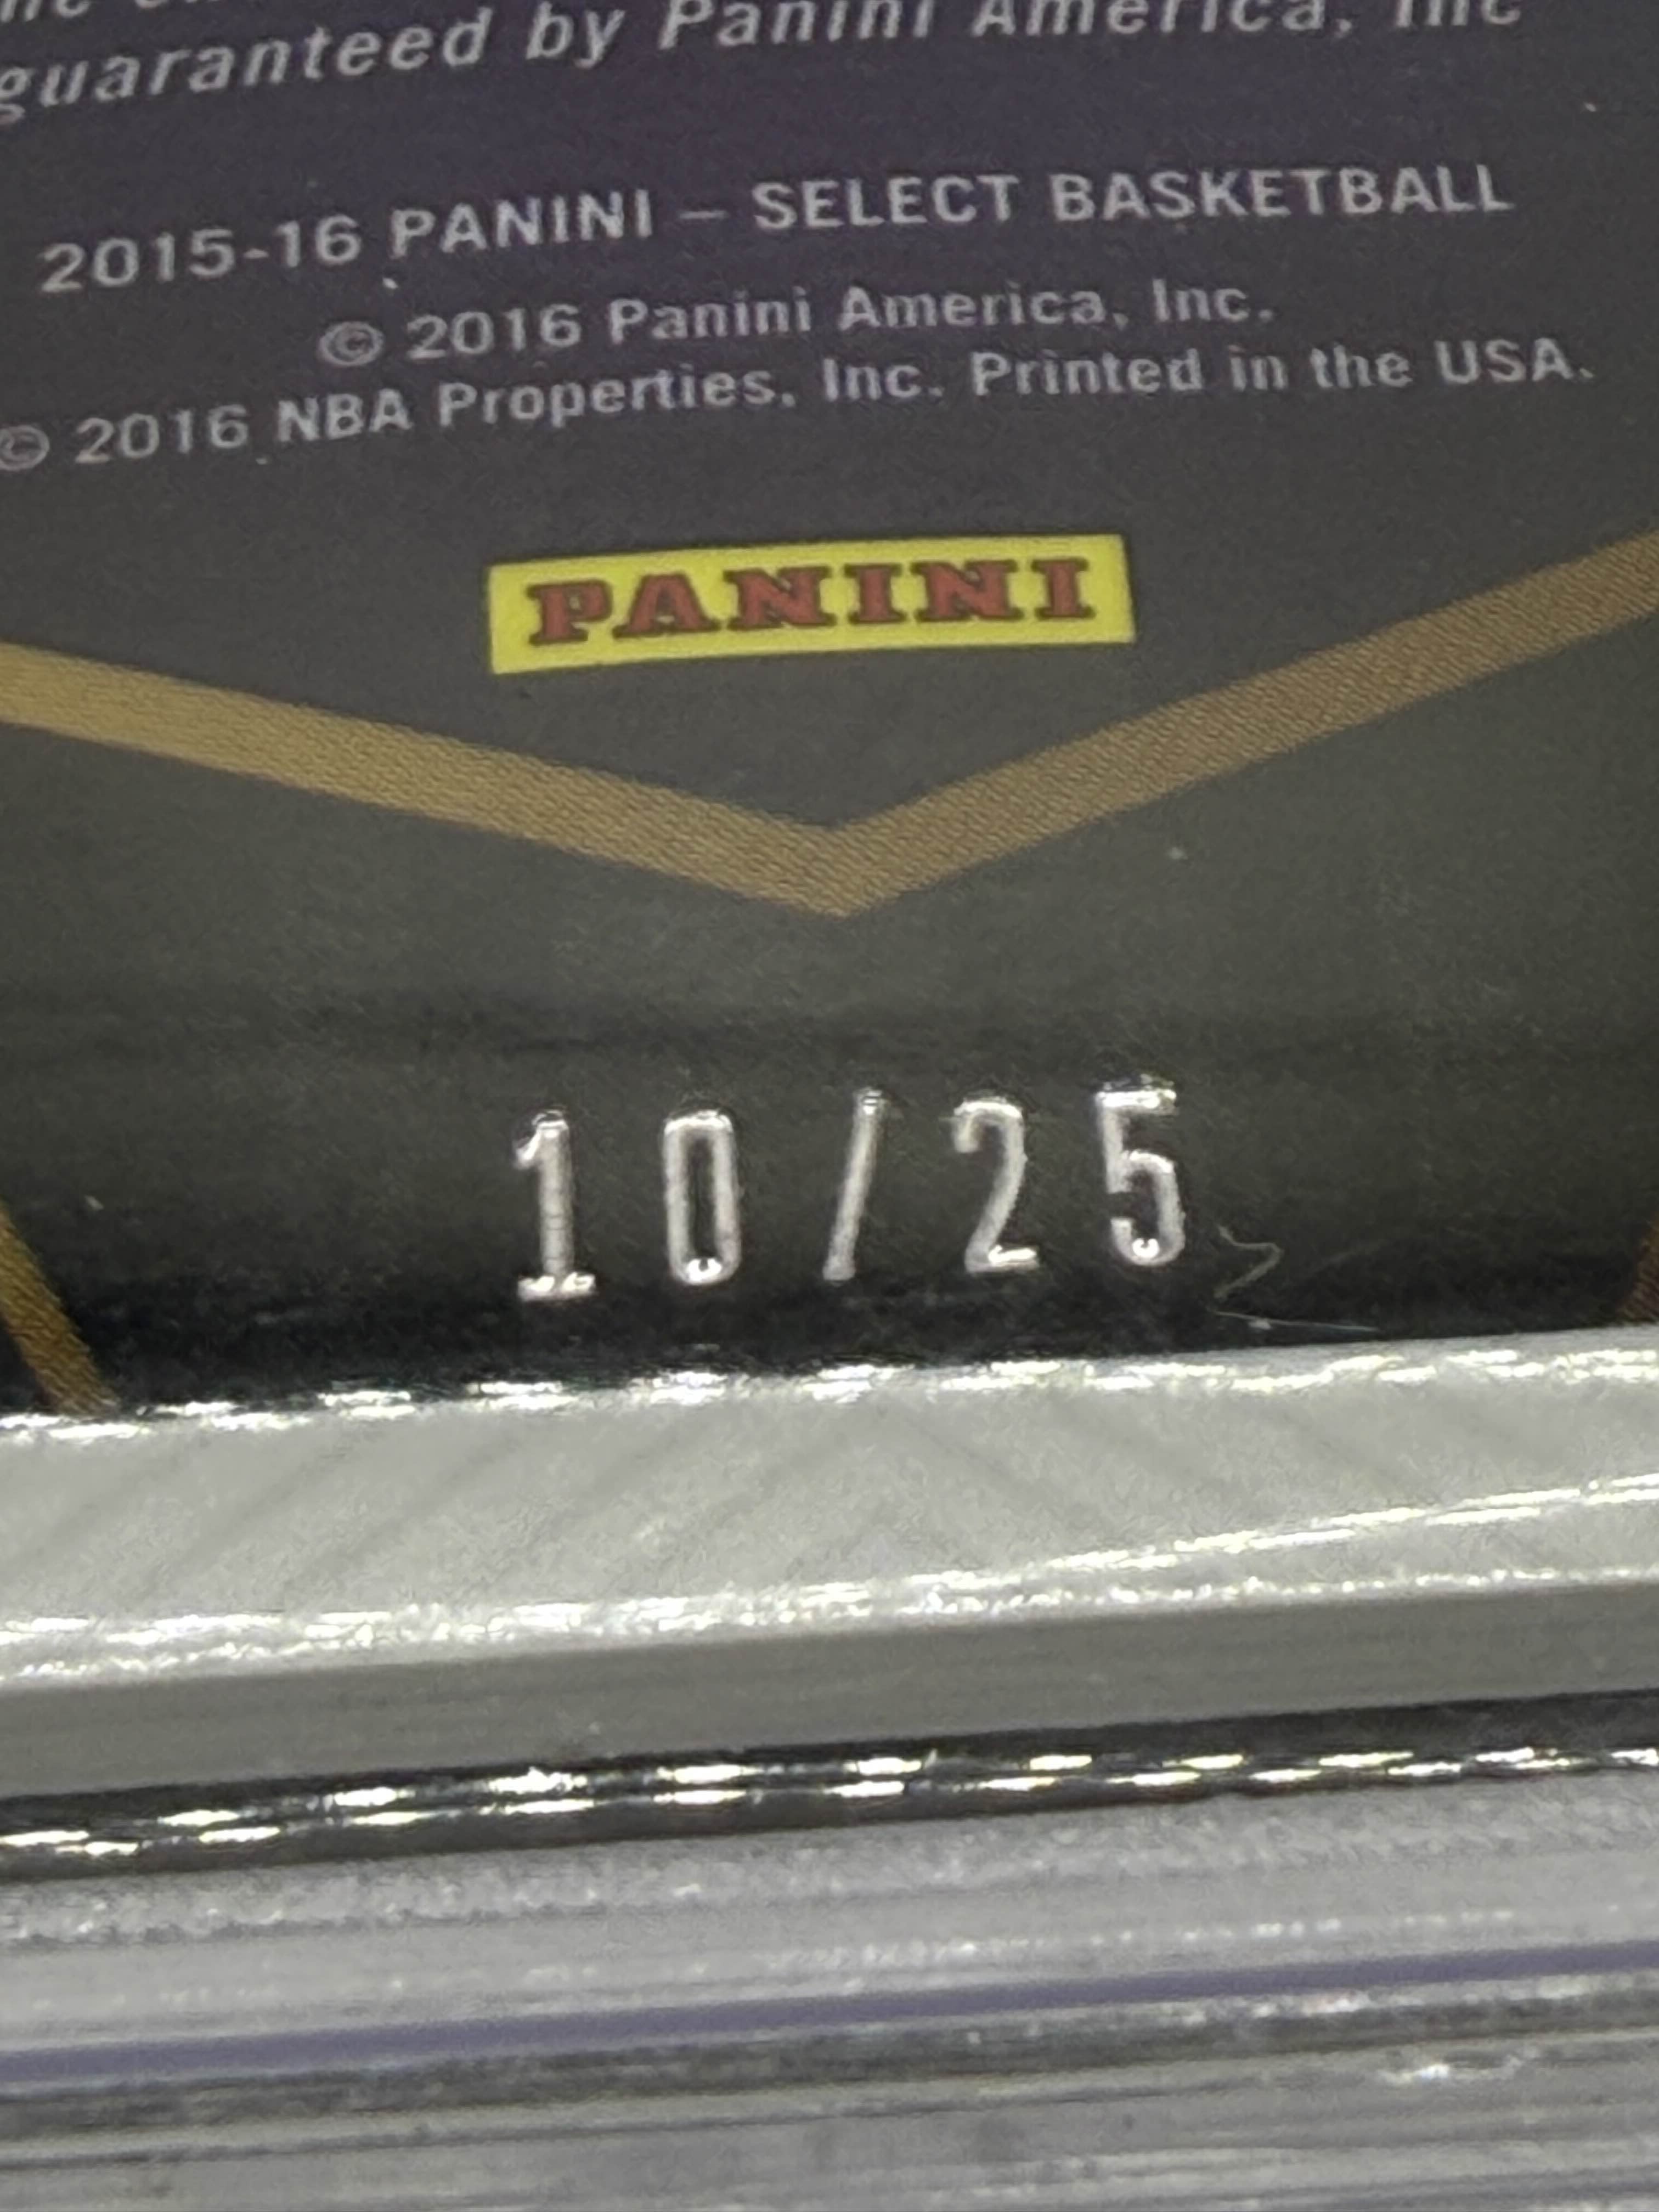 guaranteed by Panini America, Inc
2015-16 PANINI – SELECT BASKETBALL
© 2016 Panini America, Inc.
© 2016 NBA Properties, Inc. Printed in the USA.
PANINI
10/25